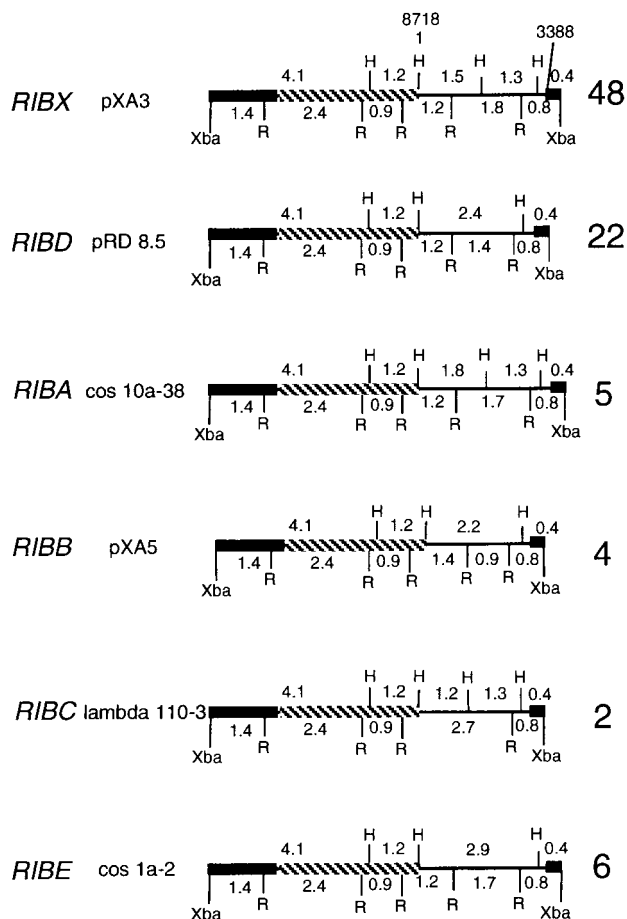 8718
1
3388
H H H H
4.1 1.2 1.5 1.3 0.4
RIBX pXA3 48
1.4 2.4 0.9 1.2 1.8 0.8
Xba R R R R R Xba
H H H
4.1 1.2 2.4 0.4
RIBD pRD 8.5 22
1.4 2.4 0.9 1.2 1.4 0.8
Xba R R R R R Xba
H H H H
4.1 1.2 1.8 1.3 0.4
RIBA cos 10a-38 5
1.4 2.4 0.9 1.2 1.7 0.8
Xba R R R R R Xba
H H H
4.1 1.2 2.2 0.4
RIBB pXA5 4
1.4 2.4 0.9 1.4 0.9 0.8
Xba R R R R R Xba
H H H H
4.1 1.2 1.2 1.3 0.4
RIBC lambda 110-3 2
1.4 2.4 0.9 2.7 0.8
Xba R R R R Xba
H H H
4.1 1.2 2.9 0.4
RIBE cos 1a-2 6
1.4 2.4 0.9 1.2 1.7 0.8
Xba R R R R R Xba